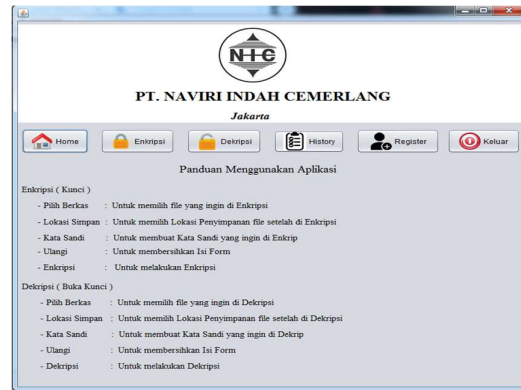 NIC
PT. NAVIRI INDAH CEMERLANG
Jakarta
Home Enkripsi Dekripsi History Register Keluar
Panduan Menggunakan Aplikasi
Enkripsi ( Kunci )
- Pilih Berkas : Untuk memilih file yang ingin di Enkripsi
- Lokasi Simpan : Untuk memilih Lokasi Penyimpanan file setelah di Enkripsi
- Kata Sandi : Untuk membuat Kata Sandi yang ingin di Enkrip
- Ulangi : Untuk membersihkan Isi Form
- Enkripsi : Untuk melakukan Enkripsi
Dekripsi ( Buka Kunci )
- Pilih Berkas : Untuk memilih file yang ingin di Dekripsi
- Lokasi Simpan : Untuk memilih Lokasi Penyimpanan file setelah di Dekripsi
- Kata Sandi : Untuk membuat Kata Sandi yang ingin di Dekrip
- Ulangi : Untuk membersihkan Isi Form
- Dekripsi : Untuk melakukan Dekripsi